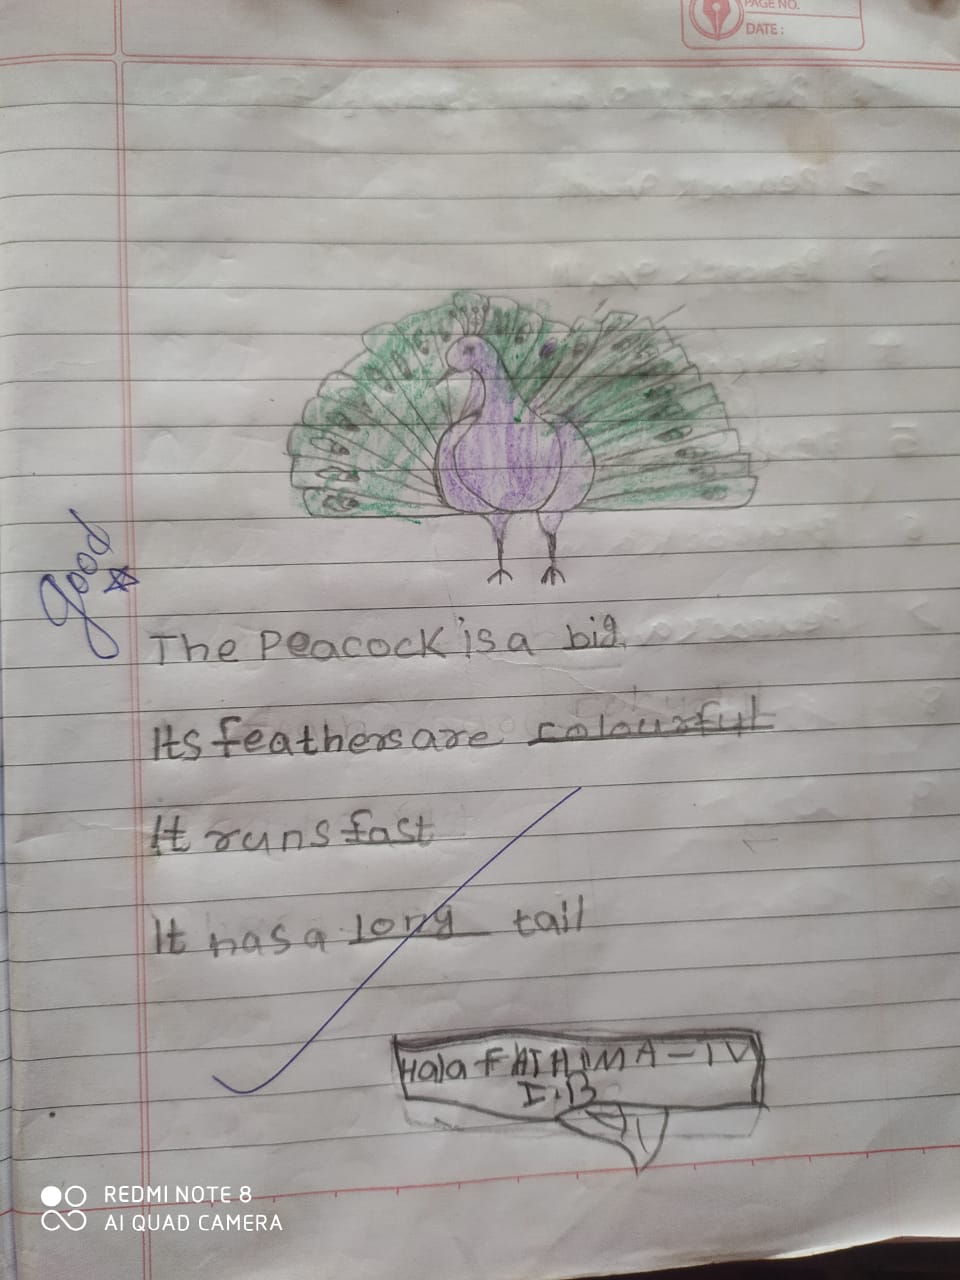 PAGE NO.
DATE:
good
The Peacock is a big.
Its feathers are colourful
It runs fast
It has a long tail
Hala FATHIMA - IV
I.B
REDMI NOTE 8
AI QUAD CAMERA